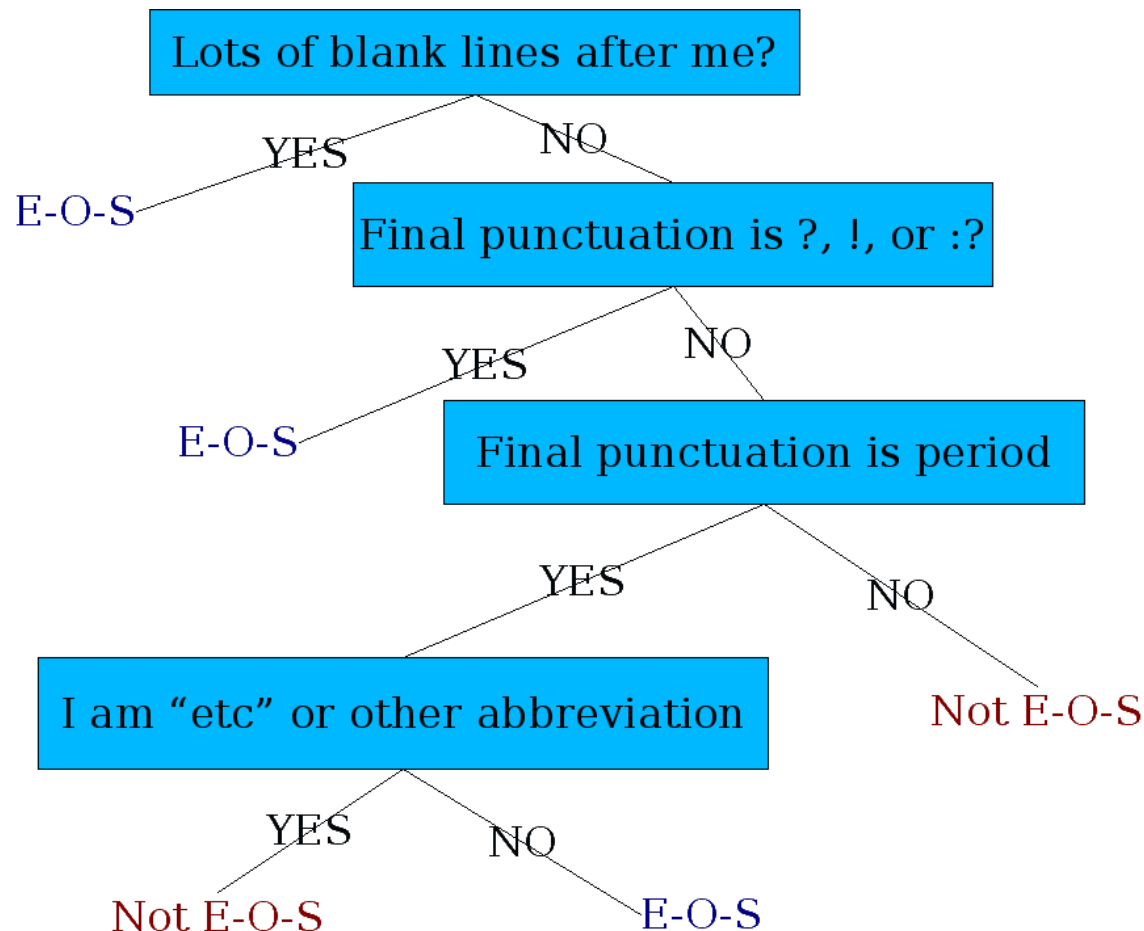 Lots of blank lines after me?
YES
NO
E-O-S
Final punctuation is ?, !, or :?
YES
NO
E-O-S
Final punctuation is period
YES
NO
I am “etc” or other abbreviation
Not E-O-S
YES
NO
Not E-O-S
E-O-S